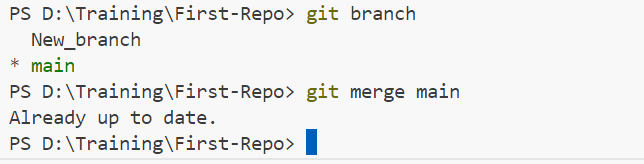 PS D:\Training\First-Repo> git branch
  New_branch
* main
PS D:\Training\First-Repo> git merge main
Already up to date.
PS D:\Training\First-Repo>